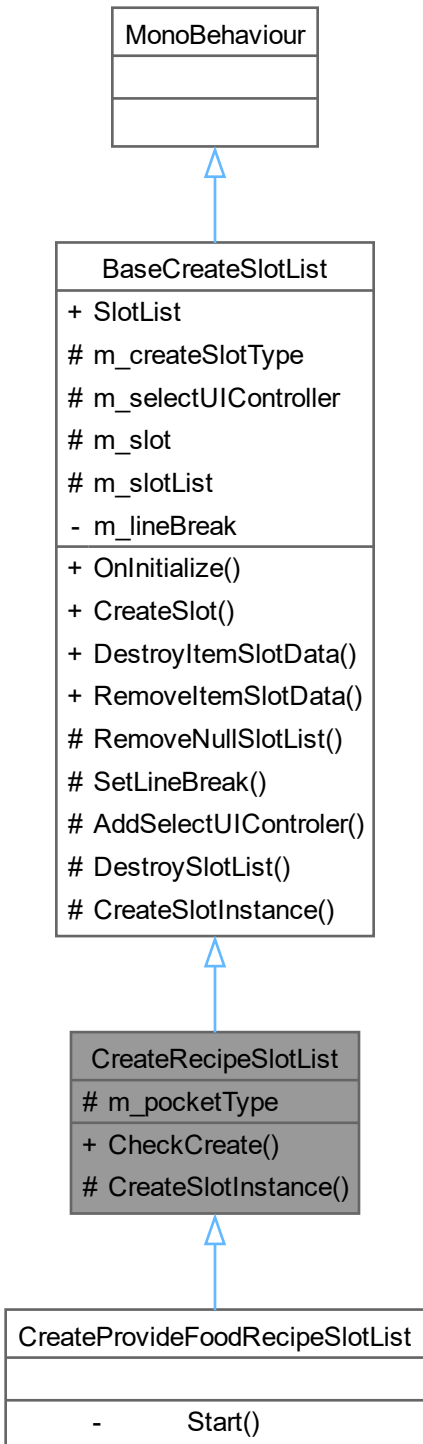 MonoBehaviour
BaseCreateSlotList
+ SlotList
# m_createSlotType
# m_selectUIController
# m_slot
# m_slotList
- m_lineBreak
+ OnInitialize()
+ CreateSlot()
+ DestroyItemSlotData()
+ RemoveItemSlotData()
# RemoveNullSlotList()
# SetLineBreak()
# AddSelectUIControler()
# DestroySlotList()
# CreateSlotInstance()
CreateRecipeSlotList
# m_pocketType
+ CheckCreate()
# CreateSlotInstance()
CreateProvideFoodRecipeSlotList
- Start()